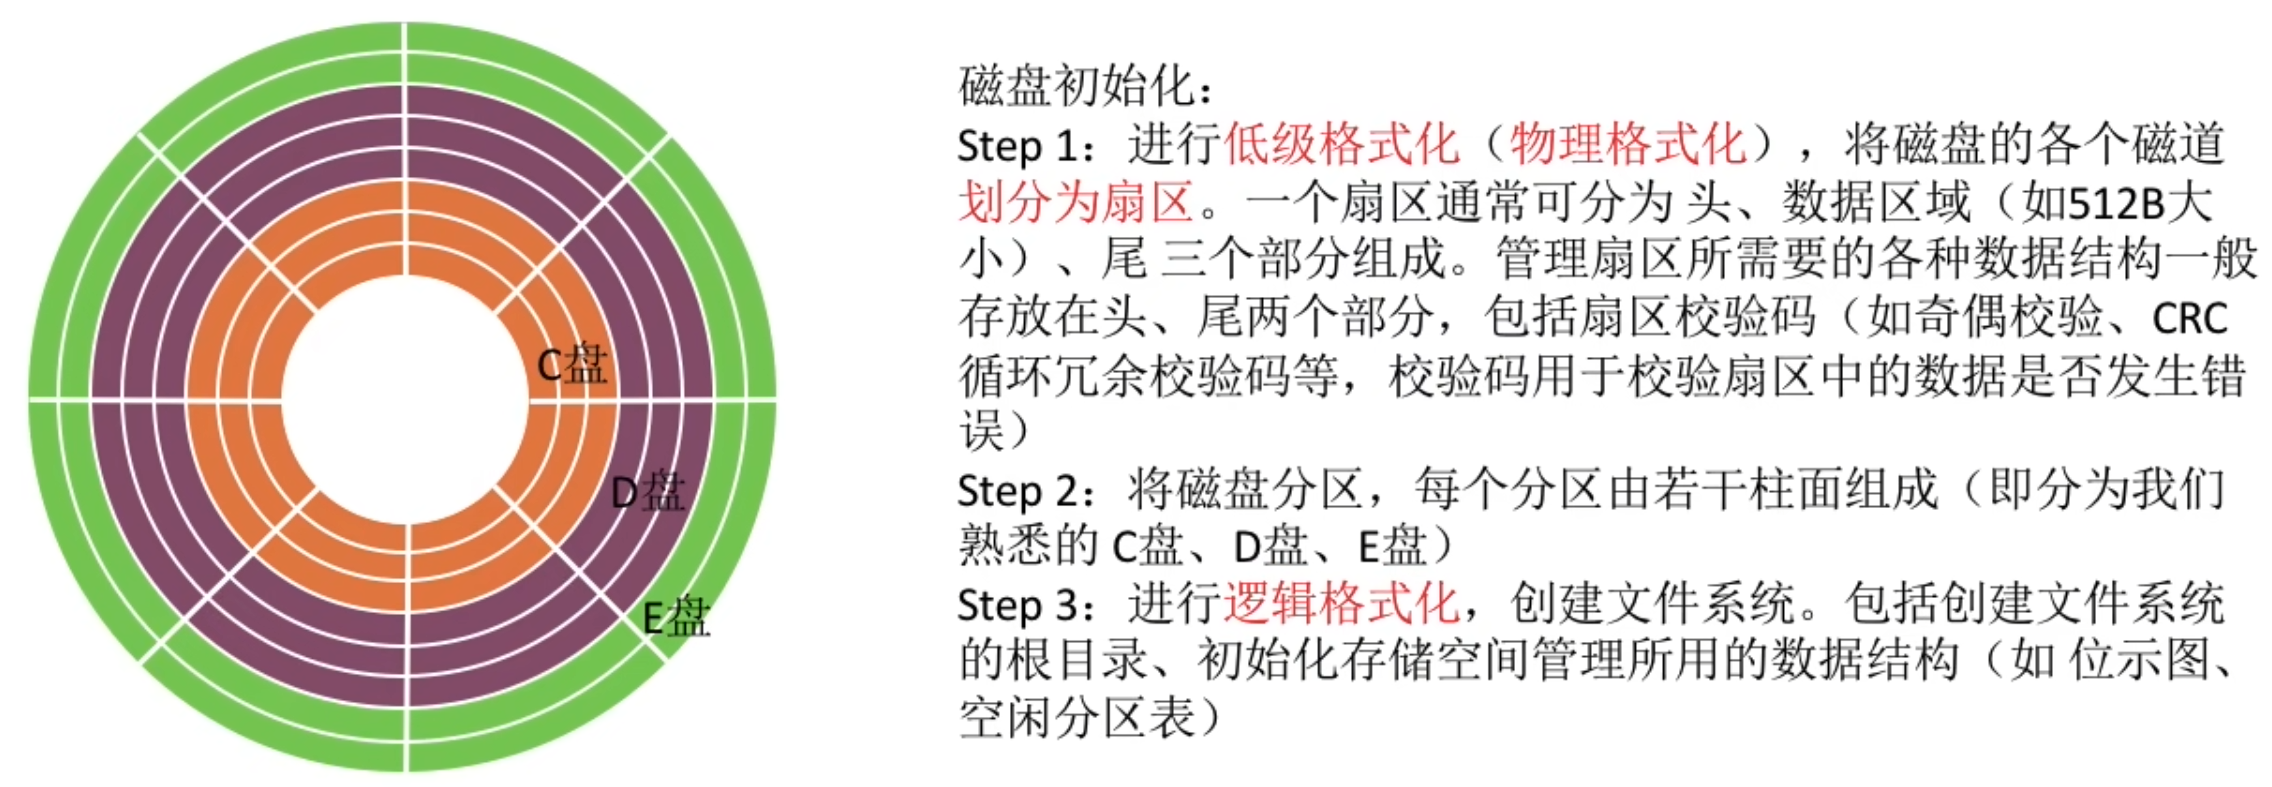 C盘
D盘
E盘
磁盘初始化：
Step 1：进行低级格式化（物理格式化），将磁盘的各个磁道
划分为扇区。一个扇区通常可分为 头、数据区域（如512B大
小）、尾 三个部分组成。管理扇区所需要的各种数据结构一般
存放在头、尾两个部分，包括扇区校验码（如奇偶校验、CRC
循环冗余校验码等，校验码用于校验扇区中的数据是否发生错
误）
Step 2：将磁盘分区，每个分区由若干柱面组成（即分为我们
熟悉的 C盘、D盘、E盘）
Step 3：进行逻辑格式化，创建文件系统。包括创建文件系统
的根目录、初始化存储空间管理所用的数据结构（如 位示图、
空闲分区表）